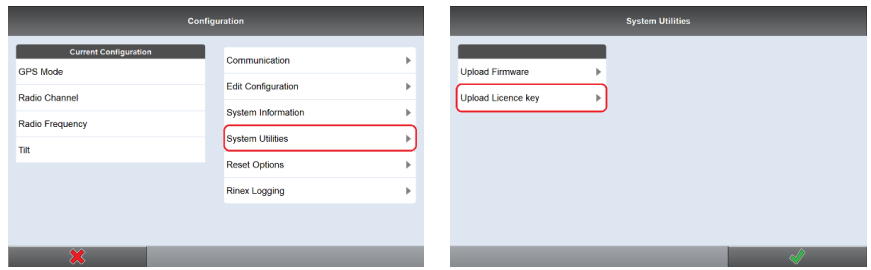 Configuration
Current Configuration
GPS Mode
Radio Channel
Radio Frequency
Tilt
Communication
Edit Configuration
System Information
System Utilities
Reset Options
Rinex Logging
System Utilities
Upload Firmware
Upload Licence key